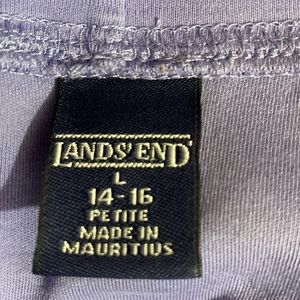 LANDS' END
L
14-16
PETITE
MADE IN
MAURITIUS